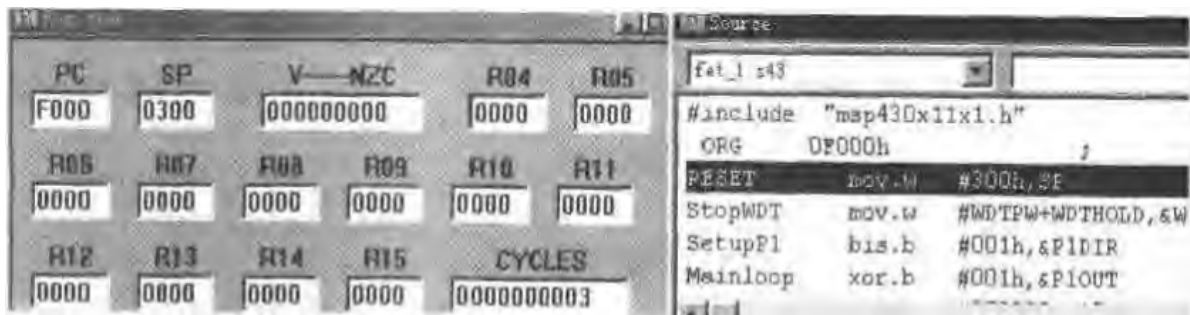 Source
PC SP V——NZC R04 R05
F000 0300 000000000 0000 0000
R06 R07 R08 R09 R10 R11
0000 0000 0000 0000 0000 0000
R12 R13 R14 R15 CYCLES
0000 0000 0000 0000 0000000003
fet_1 s43
#include "msp430x11x1.h"
ORG 0F000h ;
RESET mov.w #300h,SP
StopWDT mov.w #WDTPW+WDTHOLD,&W
SetupP1 bis.b #001h,&P1DIR
Mainloop xor.b #001h,&P1OUT